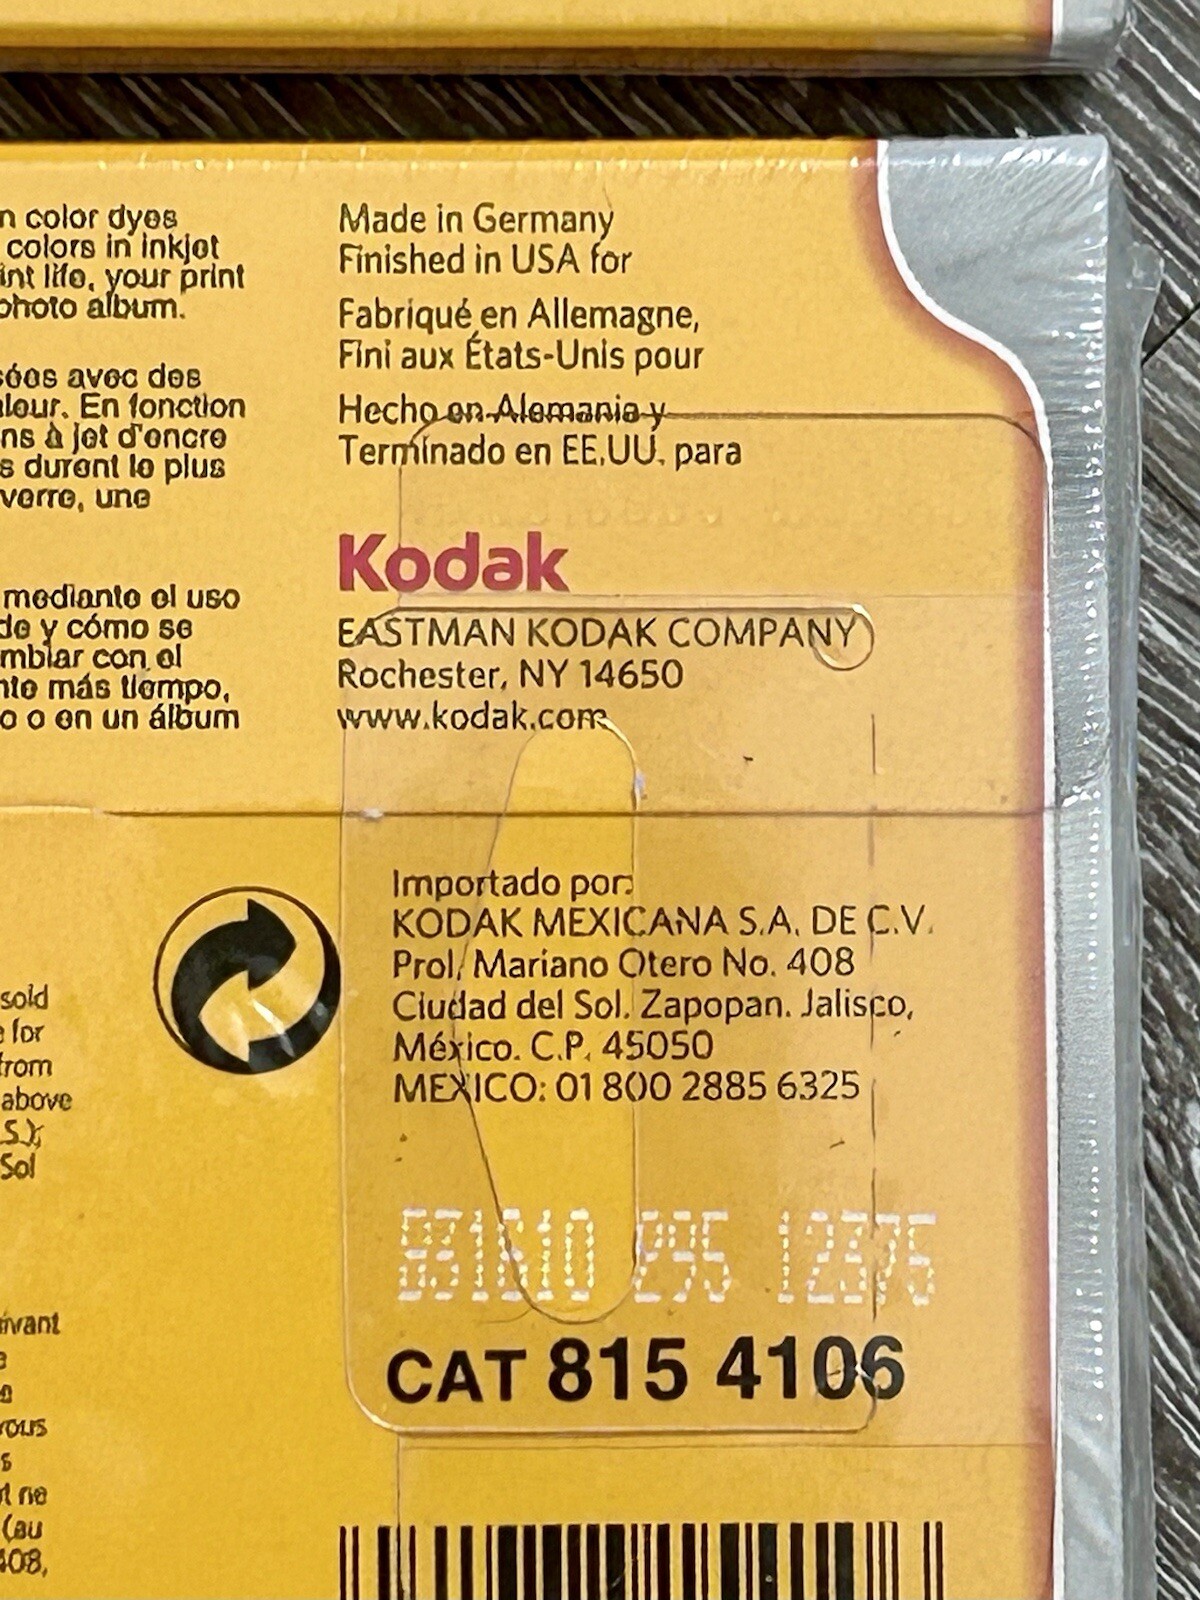 n color dyes
colors in inkjet
int life, your print
photo album.
sées avec des
leur. En fonction
ns à jet d'encre
s durent le plus
verre, une
mediante el uso
de y cómo se
mbiar con el
nte más tiempo,
o o en un álbum
Made in Germany
Finished in USA for
Fabriqué en Allemagne,
Fini aux États-Unis pour
Hecho en Alemania y
Terminado en EE.UU. para
Kodak
EASTMAN KODAK COMPANY
Rochester, NY 14650
www.kodak.com
sold
e for
from
above
S.);
Sol
ivant
rous
s
t ne
(au
408,
Importado por:
KODAK MEXICANA S.A. DE C.V.
Prol. Mariano Otero No. 408
Ciudad del Sol. Zapopan. Jalisco,
México. C.P. 45050
MEXICO: 01 800 2885 6325
295 12375
CAT 815 4106